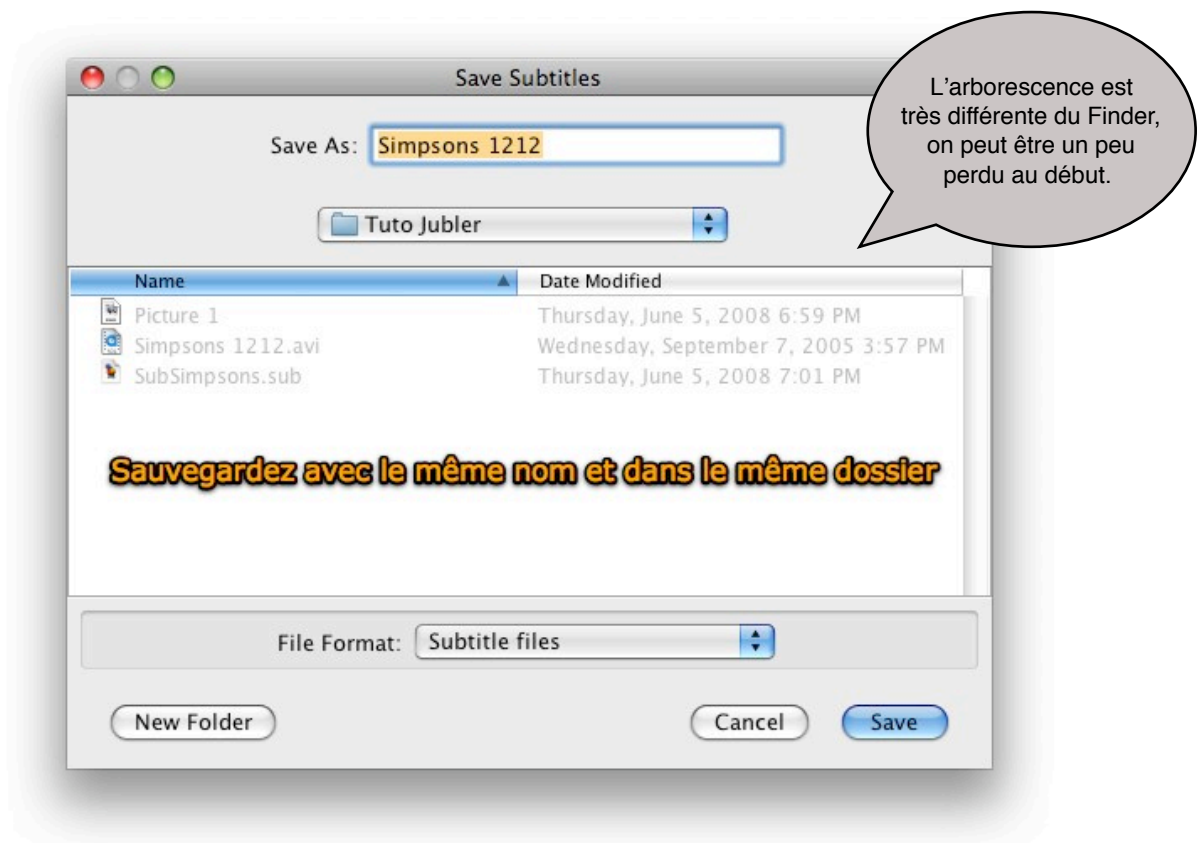 Save Subtitles
L'arborescence est
très différente du Finder,
on peut être un peu
perdu au début.
Save As: Simpsons 1212
Tuto Jubler
Name Date Modified
Picture 1 Thursday, June 5, 2008 6:59 PM
Simpsons 1212.avi Wednesday, September 7, 2005 3:57 PM
SubSimpsons.sub Thursday, June 5, 2008 7:01 PM
Sauvegardez avec le même nom et dans le même dossier
File Format: Subtitle files
New Folder Cancel Save